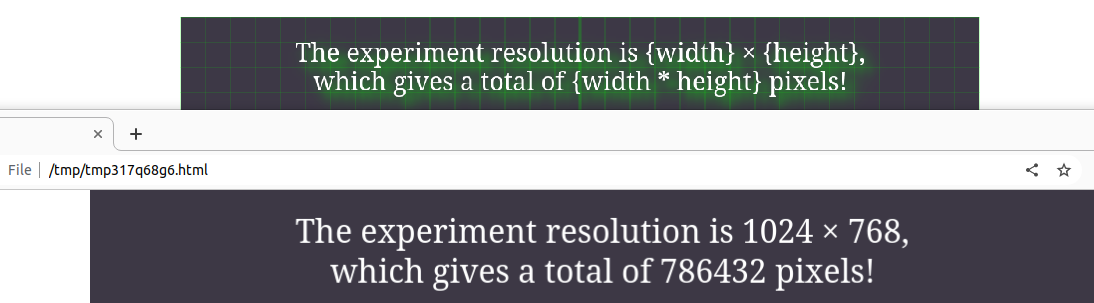 The experiment resolution is {width} × {height},
which gives a total of {width * height} pixels!
File | /tmp/tmp317q68g6.html
The experiment resolution is 1024 × 768,
which gives a total of 786432 pixels!